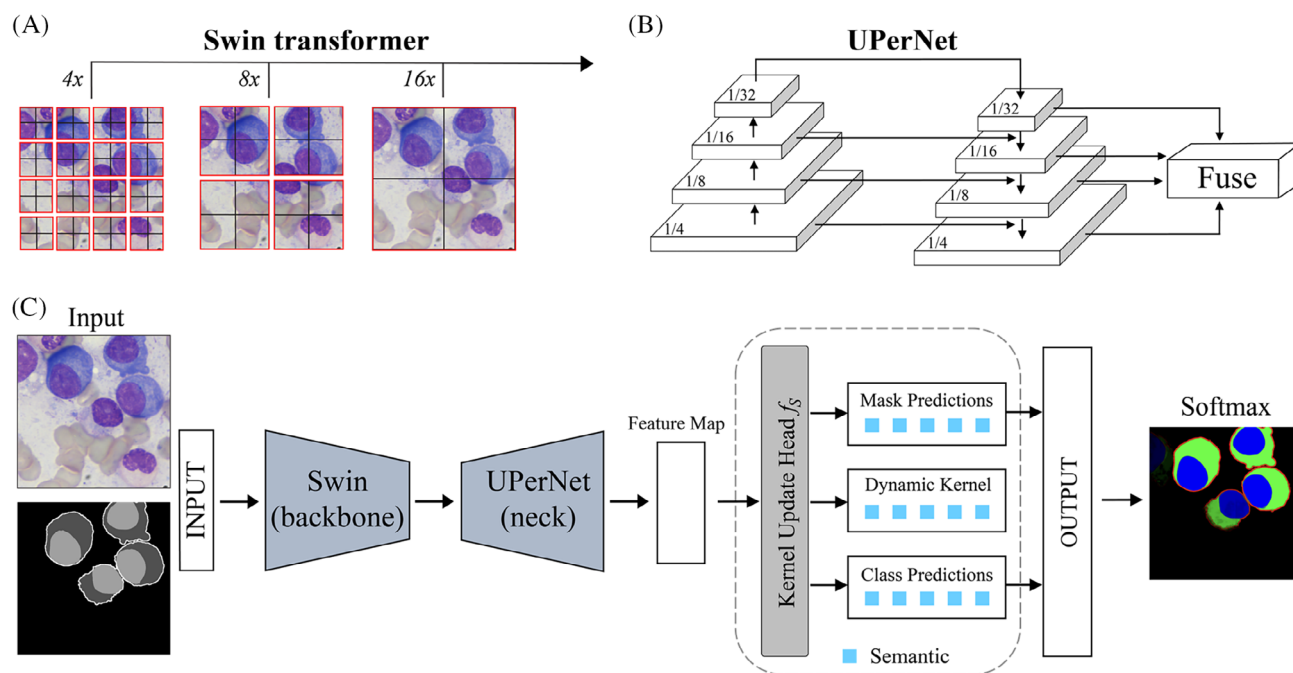 (A)
Swin transformer
4x
8x
16x
(B)
UPerNet
1/32
1/16
1/8
1/4
1/32
1/16
1/8
1/4
Fuse
(C)
Input
INPUT
Swin
(backbone)
UPerNet
(neck)
Feature Map
Kernel Update Head fS
Mask Predictions
Dynamic Kernel
Class Predictions
Semantic
OUTPUT
Softmax